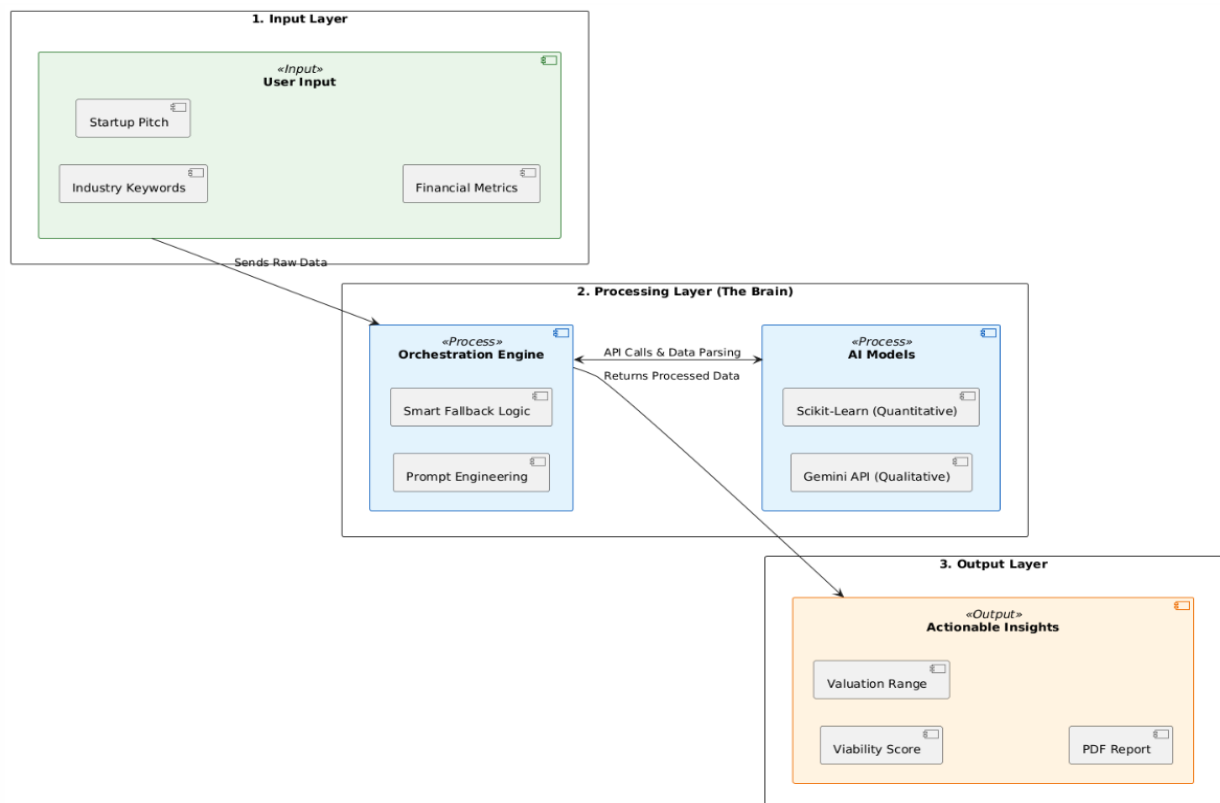 1. Input Layer
«Input»
User Input
Startup Pitch
Industry Keywords
Financial Metrics
Sends Raw Data
2. Processing Layer (The Brain)
«Process»
Orchestration Engine
Smart Fallback Logic
Prompt Engineering
API Calls & Data Parsing
Returns Processed Data
«Process»
AI Models
Scikit-Learn (Quantitative)
Gemini API (Qualitative)
3. Output Layer
«Output»
Actionable Insights
Valuation Range
Viability Score
PDF Report